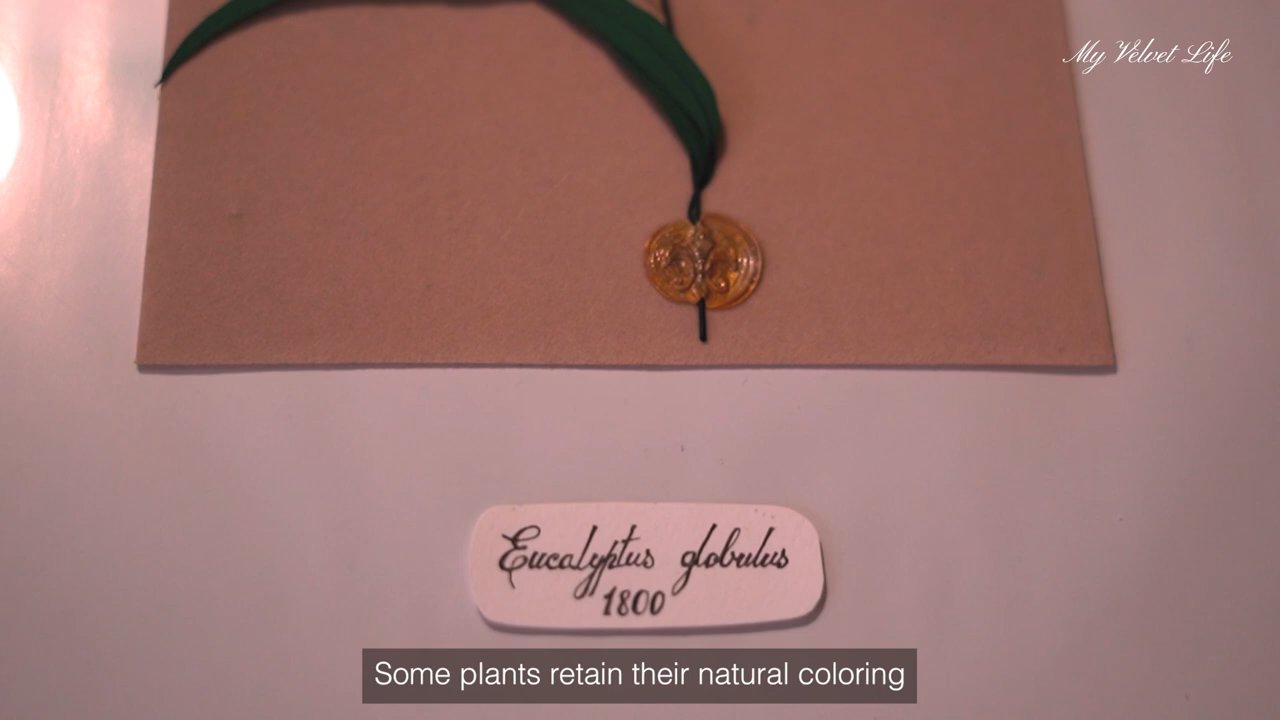 My Velvet Life
Eucalyptus globulus
1800
Some plants retain their natural coloring